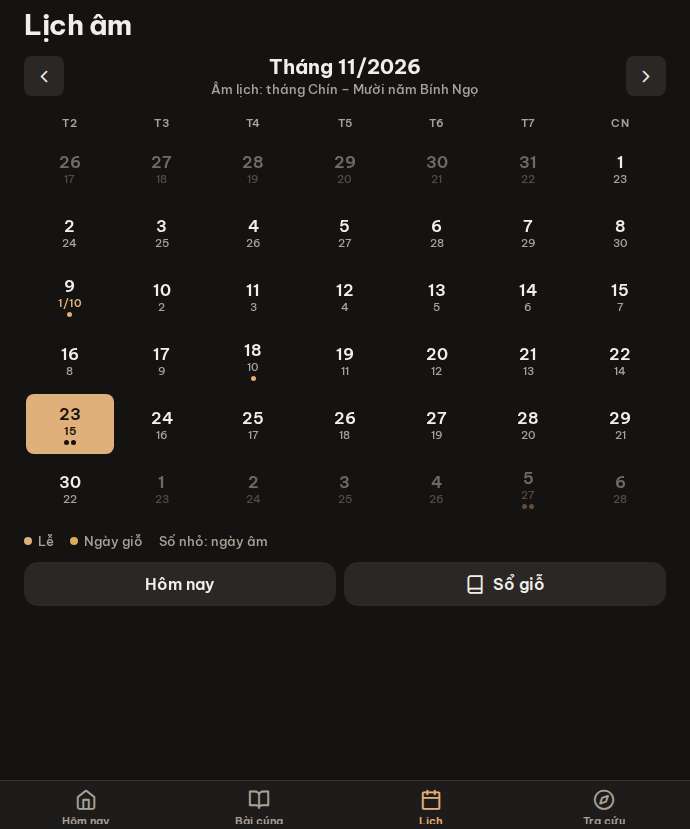 Lịch âm
Tháng 11/2026
Âm lịch: tháng Chín – Mười năm Bính Ngọ
T2 T3 T4 T5 T6 T7 CN
26 27 28 29 30 31 1
17 18 19 20 21 22 23
2 3 4 5 6 7 8
24 25 26 27 28 29 30
9 10 11 12 13 14 15
1/10 2 3 4 5 6 7
16 17 18 19 20 21 22
8 9 10 11 12 13 14
23 24 25 26 27 28 29
15 16 17 18 19 20 21
30 1 2 3 4 5 6
22 23 24 25 26 27 28
Lễ Ngày giỗ Số nhỏ: ngày âm
Hôm nay Sổ giỗ
Hôm nay Bài cúng Lịch Tra cứu